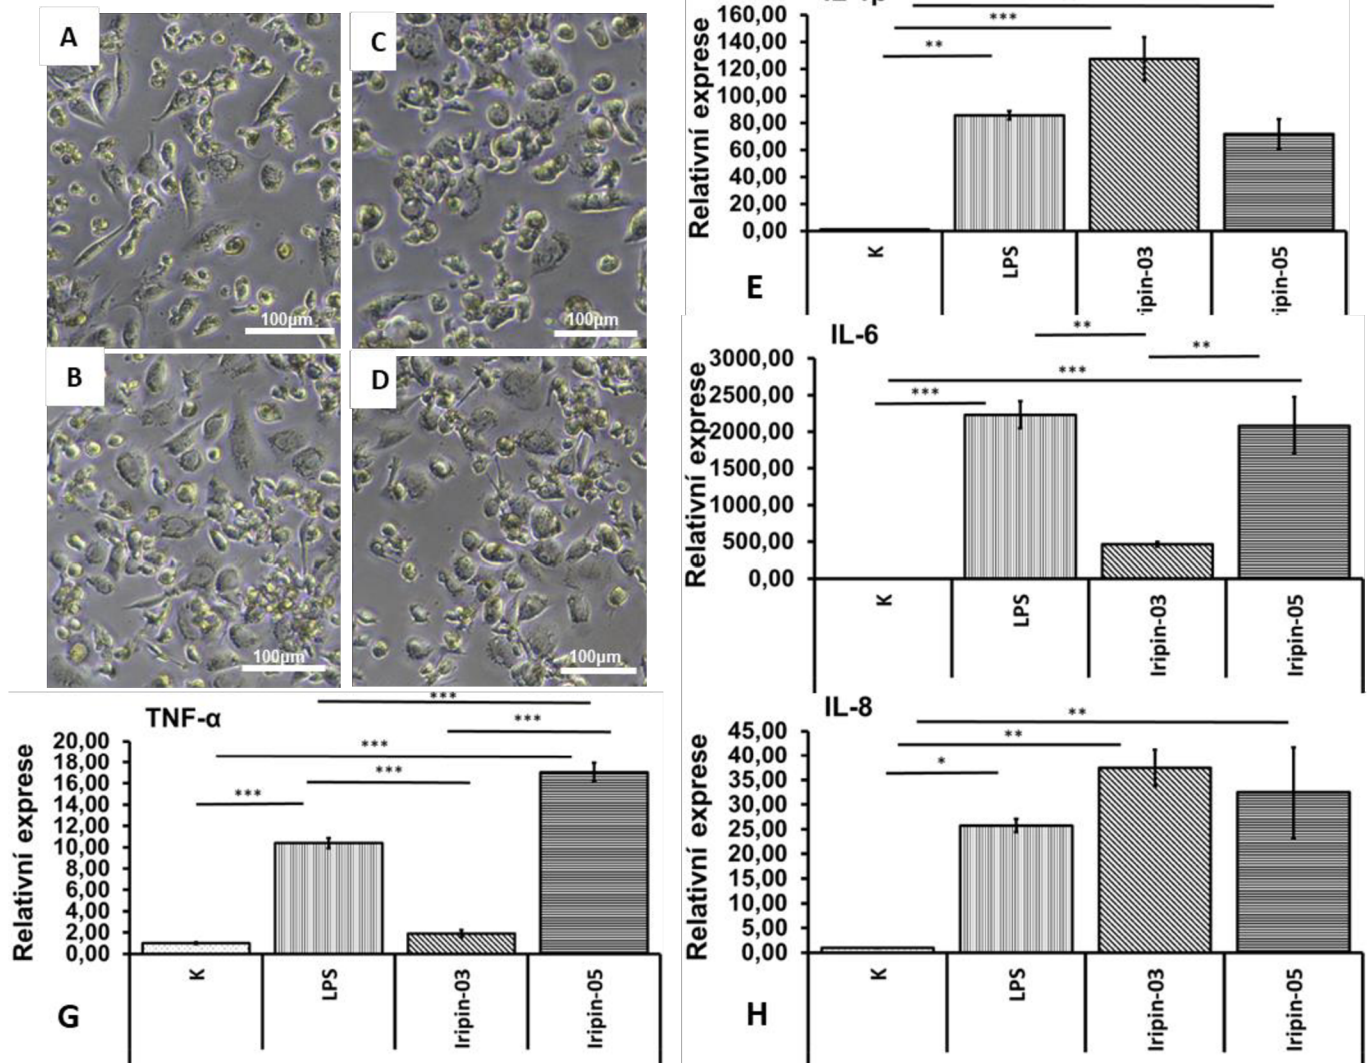 A
100µm
C
100µm
B
100µm
D
100µm
Relativní exprese
160,00
140,00
120,00
100,00
80,00
60,00
40,00
20,00
0,00
***
**
K
LPS
ripin-03
ipin-05
E
IL-6
Relativní exprese
3000,00
2500,00
2000,00
1500,00
1000,00
500,00
0,00
**
**
***
***
K
LPS
Iripin-03
Iripin-05
TNF-α
Relativní exprese
20,00
18,00
16,00
14,00
12,00
10,00
8,00
6,00
4,00
2,00
0,00
***
***
***
***
***
K
LPS
Iripin-03
Iripin-05
G
IL-8
Relativní exprese
45,00
40,00
35,00
30,00
25,00
20,00
15,00
10,00
5,00
0,00
**
**
*
K
LPS
Iripin-03
Iripin-05
H